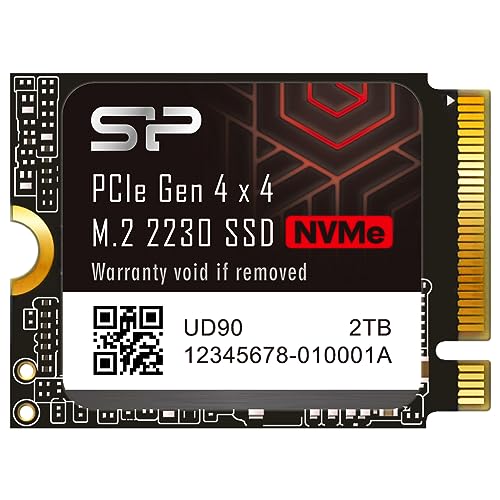 SP
PCIe Gen 4 x 4
M.2 2230 SSD NVMe
Warranty void if removed
UD90 2TB
12345678-010001A